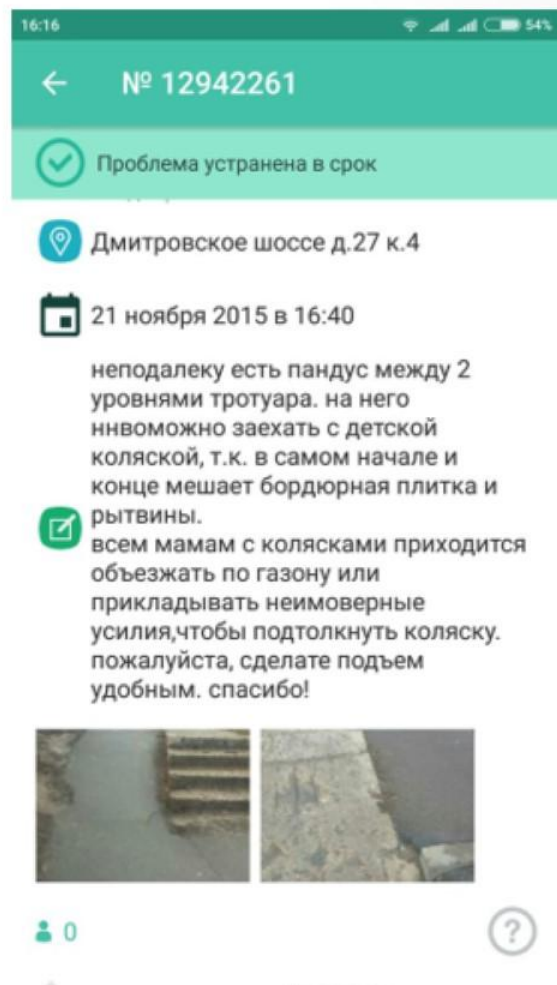 16:16
54%
№ 12942261
Проблема устранена в срок
Дмитровское шоссе д.27 к.4
21 ноября 2015 в 16:40
неподалеку есть пандус между 2
уровнями тротуара. на него
ннвоможно заехать с детской
коляской, т.к. в самом начале и
конце мешает бордюрная плитка и
рытвины.
всем мамам с колясками приходится
объезжать по газону или
прикладывать неимоверные
усилия,чтобы подтолкнуть коляску.
пожалуйста, сделате подъем
удобным. спасибо!
0
?